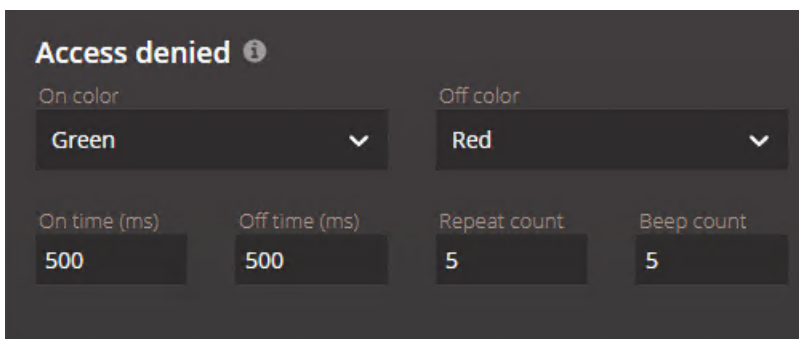 Access denied
On color Off color
Green Red
On time (ms) Off time (ms) Repeat count Beep count
500 500 5 5